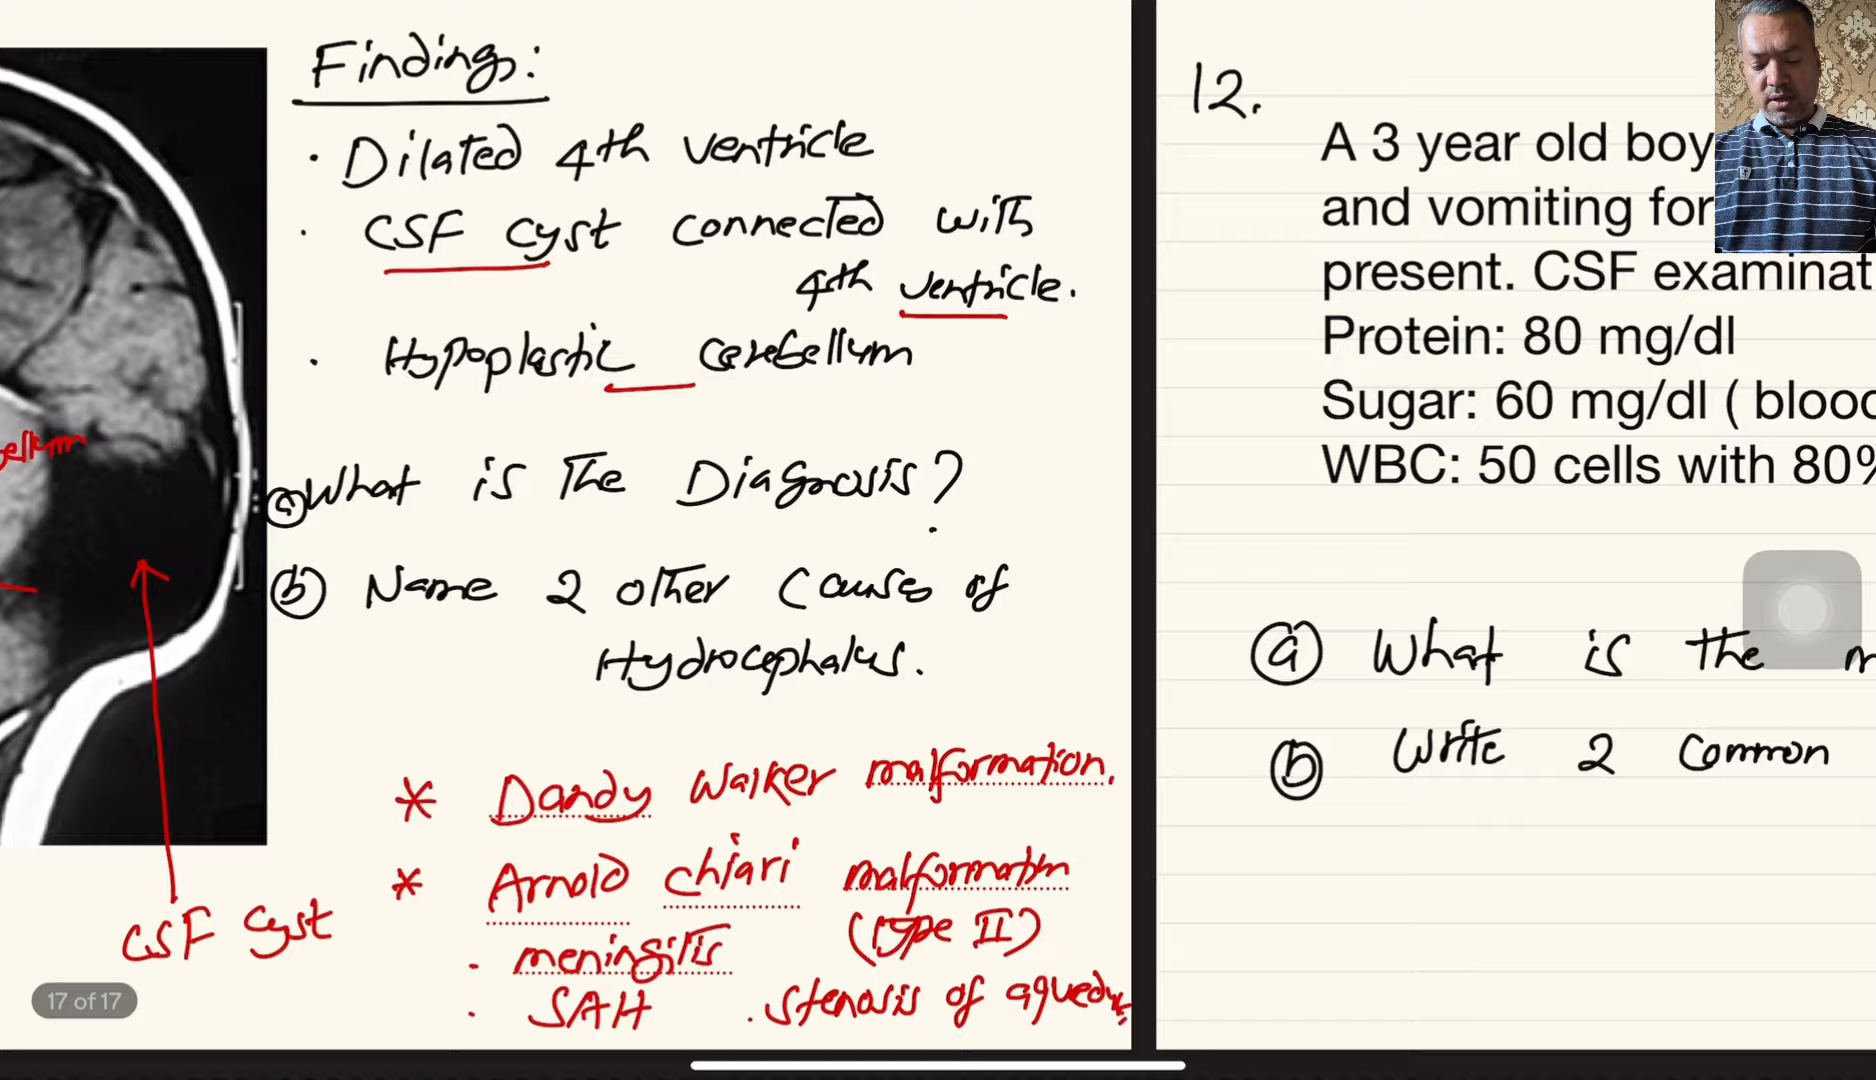 Findings:
· Dilated 4th ventricle
· CSF cyst connected with
4th ventricle.
· Hypoplastic cerebellum
ⓐ What is the Diagnosis?
ⓑ Name 2 other causes of
Hydrocephalus.
* Dandy Walker malformation.
* Arnold chiari malformation
(type II)
· meningitis
· SAH · Stenosis of aqueduct
CSF cyst
ellum
17 of 17
12.
A 3 year old boy
and vomiting for
present. CSF examinat
Protein: 80 mg/dl
Sugar: 60 mg/dl ( blood
WBC: 50 cells with 80%
ⓐ What is the m
ⓑ Write 2 common